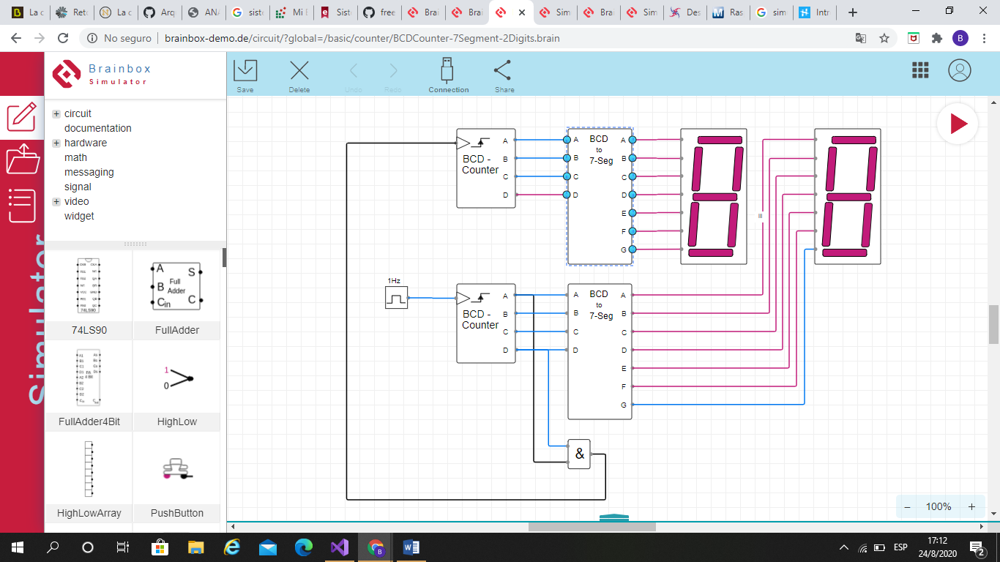 La c
Reto
La c
Arq
ANA
siste
Mi E
Sist
free
Brai
Brai
Sim
Bra
Sim
Des
Ras
sim
Intr
No seguro
brainbox-demo.de/circuit/?global=/basic/counter/BCDCounter-7Segment-2Digits.brain
B
Brainbox
Simulator
Save
Delete
Undo
Redo
Connection
Share
circuit
documentation
hardware
math
messaging
signal
video
widget
Simulator
74LS90
74LS90
A
B
Cin
Full
Adder
S
C
FullAdder
FullAdder4Bit
1
0
HighLow
HighLowArray
PushButton
BCD -
Counter
A
B
C
D
A
B
C
D
BCD
to
7-Seg
A
B
C
D
E
F
G
1Hz
BCD -
Counter
A
B
C
D
A
B
C
D
BCD
to
7-Seg
A
B
C
D
E
F
G
&
100%
ESP
17:12
24/8/2020
2